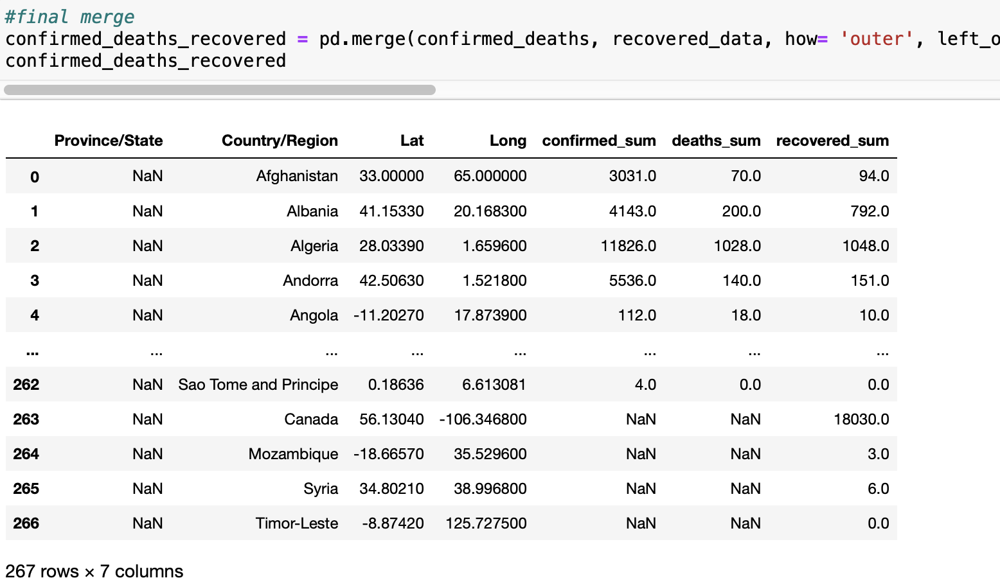 #final merge
confirmed_deaths_recovered = pd.merge(confirmed_deaths, recovered_data, how= 'outer', left_o
confirmed_deaths_recovered
Province/State Country/Region Lat Long confirmed_sum deaths_sum recovered_sum
0 NaN Afghanistan 33.00000 65.000000 3031.0 70.0 94.0
1 NaN Albania 41.15330 20.168300 4143.0 200.0 792.0
2 NaN Algeria 28.03390 1.659600 11826.0 1028.0 1048.0
3 NaN Andorra 42.50630 1.521800 5536.0 140.0 151.0
4 NaN Angola -11.20270 17.873900 112.0 18.0 10.0
... ... ... ... ... ... ... ...
262 NaN Sao Tome and Principe 0.18636 6.613081 4.0 0.0 0.0
263 NaN Canada 56.13040 -106.346800 NaN NaN 18030.0
264 NaN Mozambique -18.66570 35.529600 NaN NaN 3.0
265 NaN Syria 34.80210 38.996800 NaN NaN 6.0
266 NaN Timor-Leste -8.87420 125.727500 NaN NaN 0.0
267 rows × 7 columns